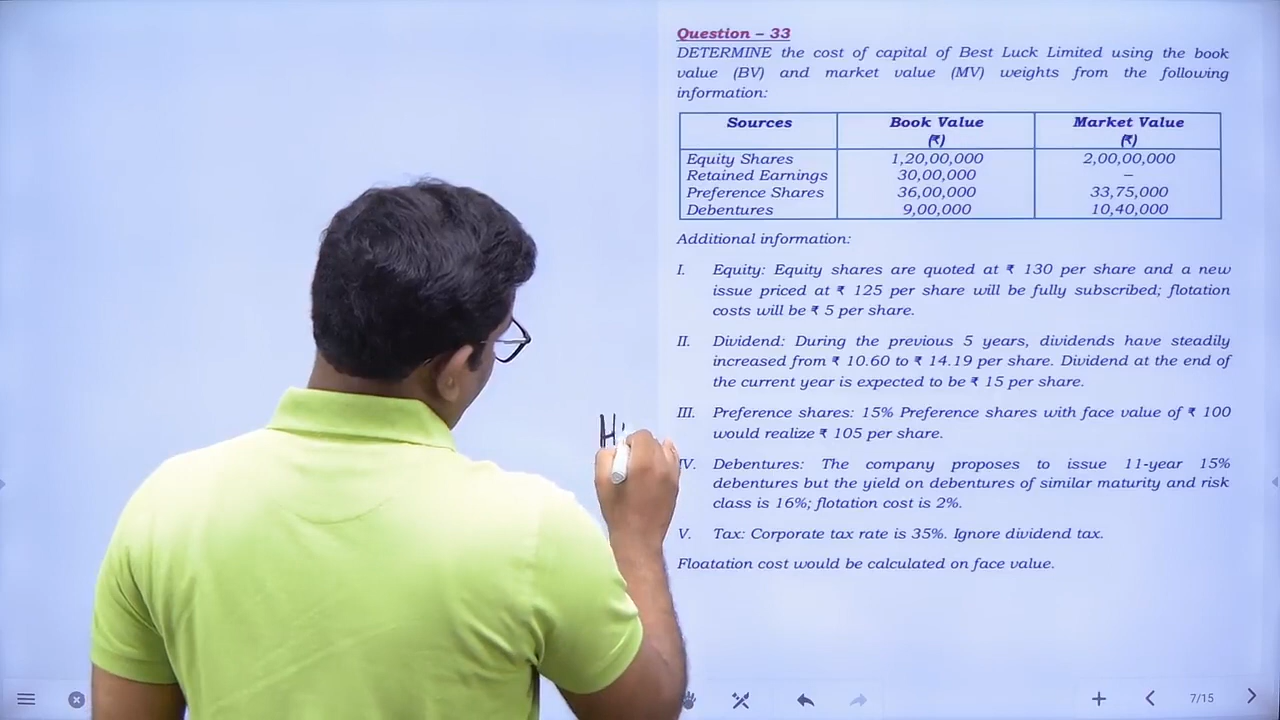 Question – 33
DETERMINE the cost of capital of Best Luck Limited using the book
value (BV) and market value (MV) weights from the following
information:
Sources Book Value (₹) Market Value (₹)
Equity Shares 1,20,00,000 2,00,00,000
Retained Earnings 30,00,000 –
Preference Shares 36,00,000 33,75,000
Debentures 9,00,000 10,40,000
Additional information:
I. Equity: Equity shares are quoted at ₹ 130 per share and a new
issue priced at ₹ 125 per share will be fully subscribed; flotation
costs will be ₹ 5 per share.
II. Dividend: During the previous 5 years, dividends have steadily
increased from ₹ 10.60 to ₹ 14.19 per share. Dividend at the end of
the current year is expected to be ₹ 15 per share.
III. Preference shares: 15% Preference shares with face value of ₹ 100
would realize ₹ 105 per share.
IV. Debentures: The company proposes to issue 11-year 15%
debentures but the yield on debentures of similar maturity and risk
class is 16%; flotation cost is 2%.
V. Tax: Corporate tax rate is 35%. Ignore dividend tax.
Floatation cost would be calculated on face value.
7/15